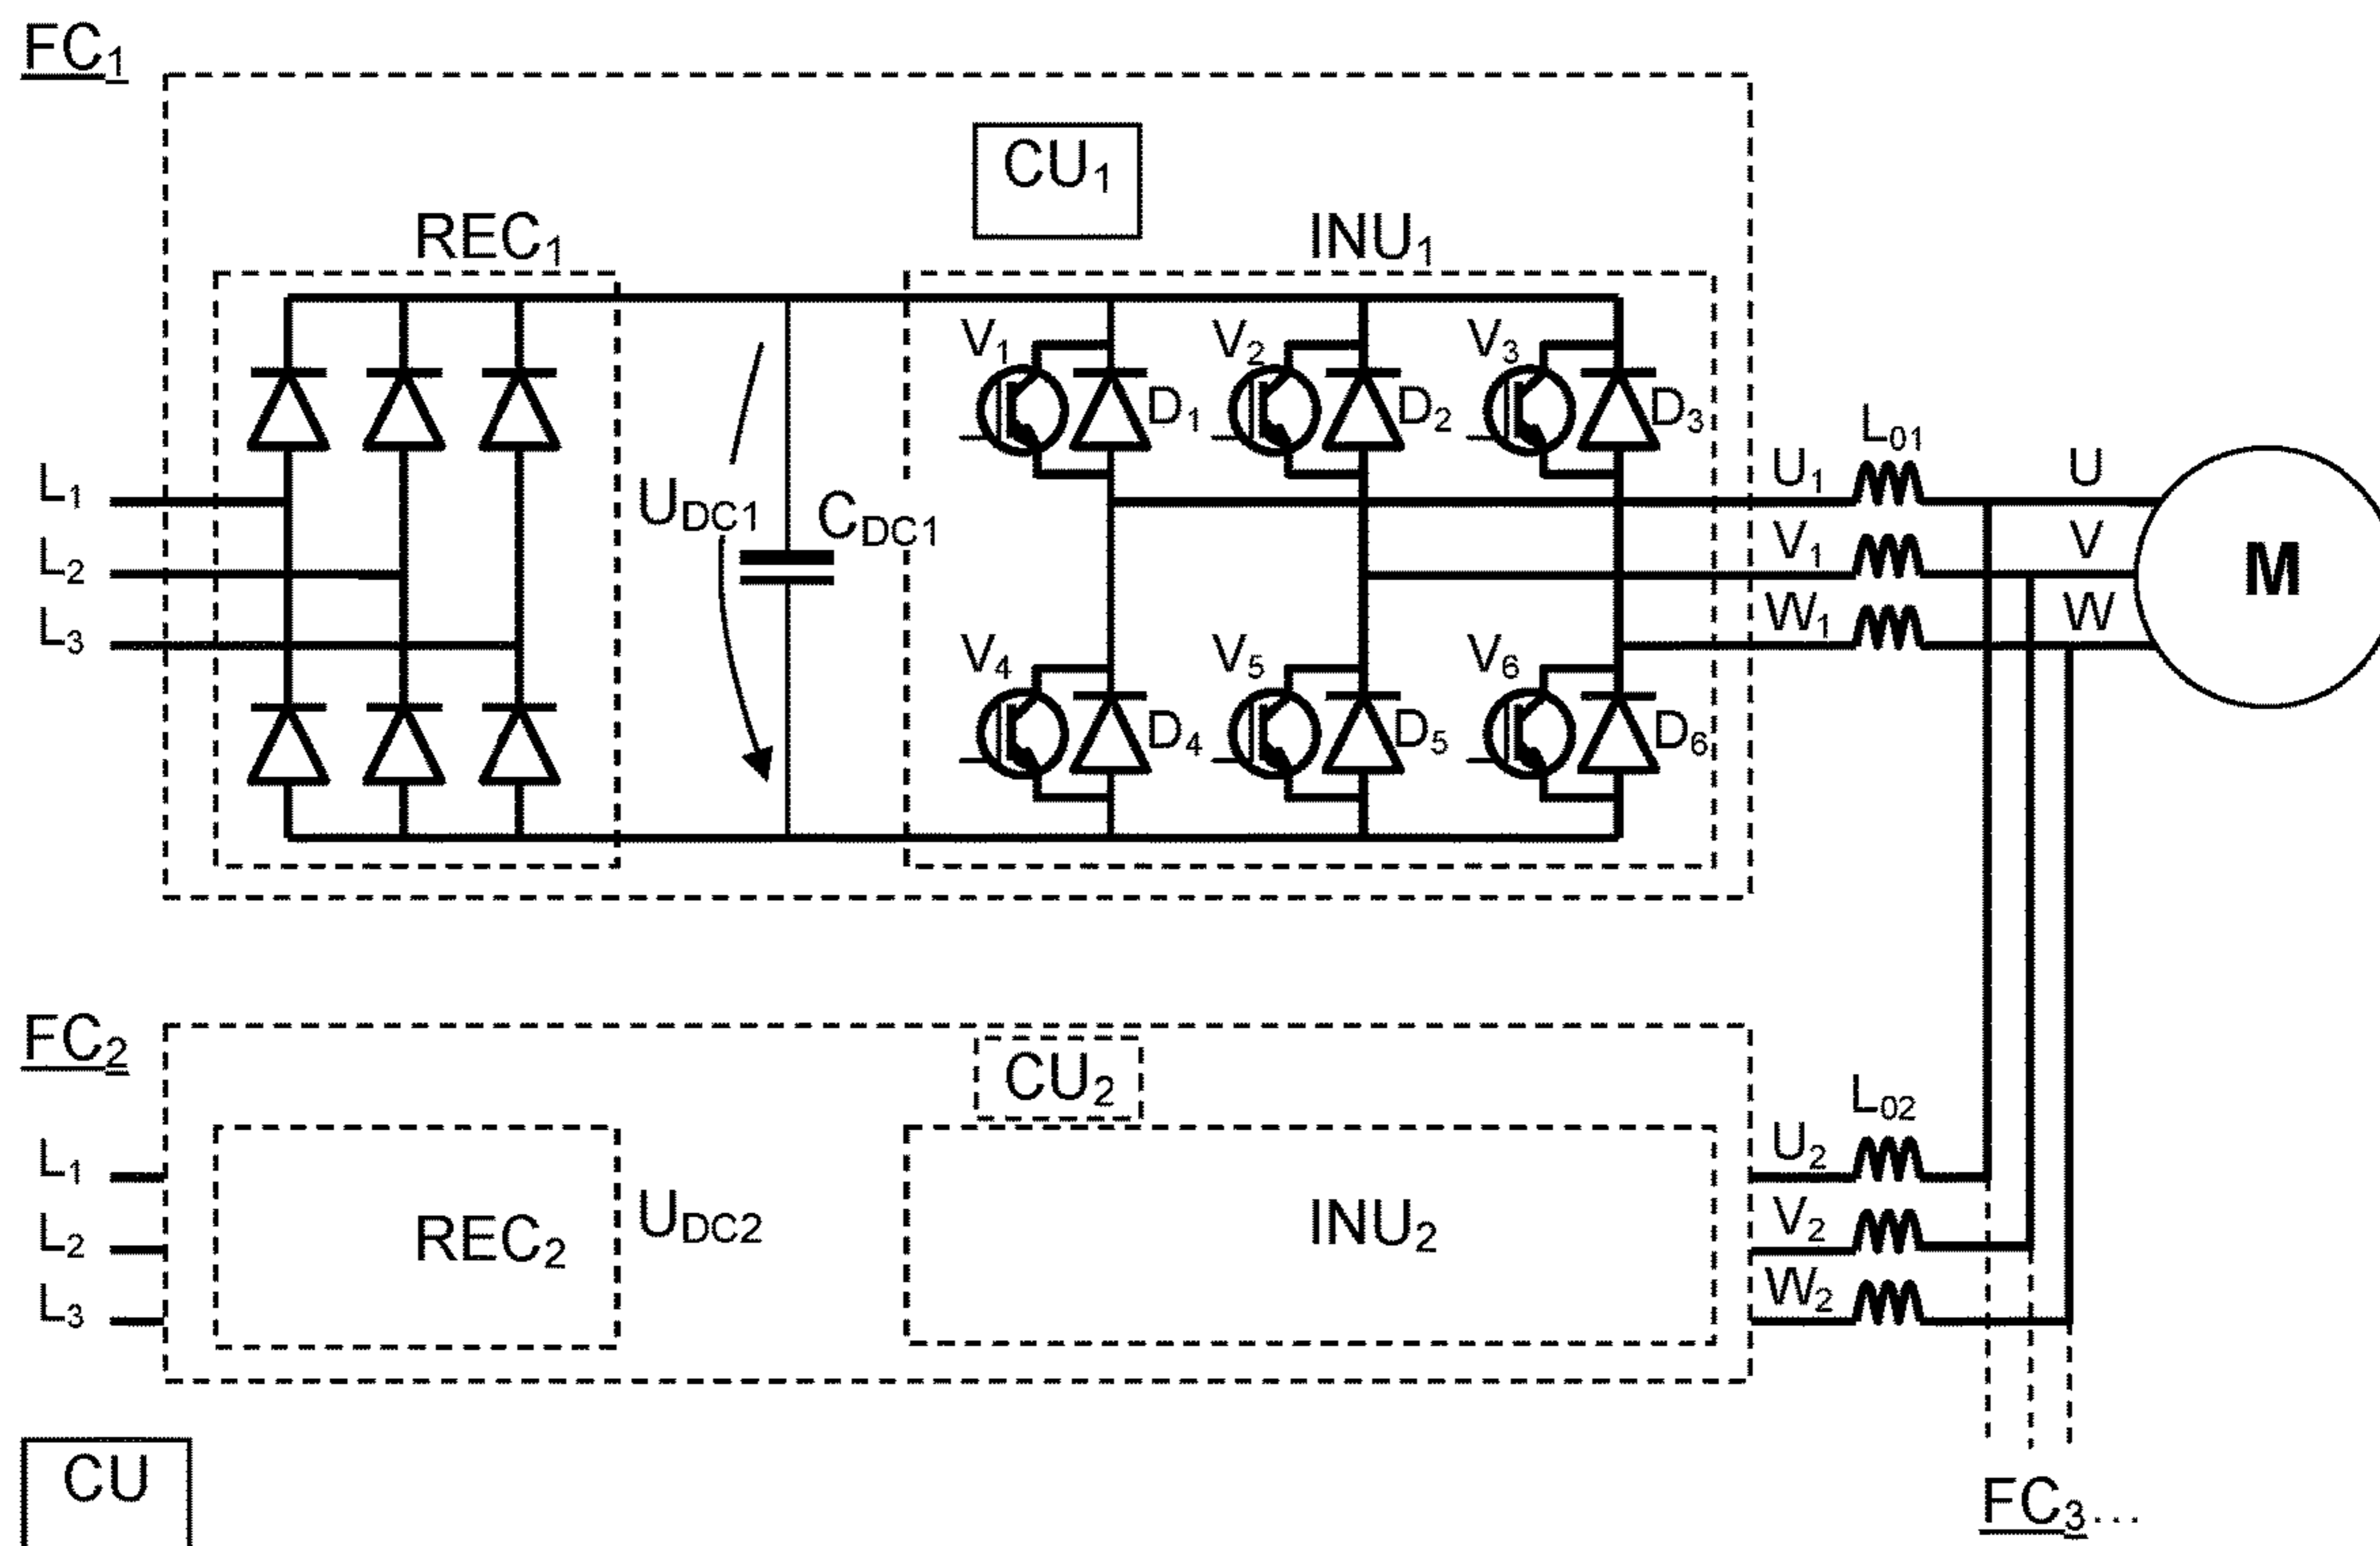 FC1
CU1
REC1 INU1
V1 V2 V3
D1 D2 D3
L01
L1 UDC1 CDC1 U1 U
L2 V1 V M
L3 W1 W
V4 V5 V6
D4 D5 D6
FC2
CU2
L02
L1 U2
L2 REC2 UDC2 INU2 V2
L3 W2
CU
FC3...